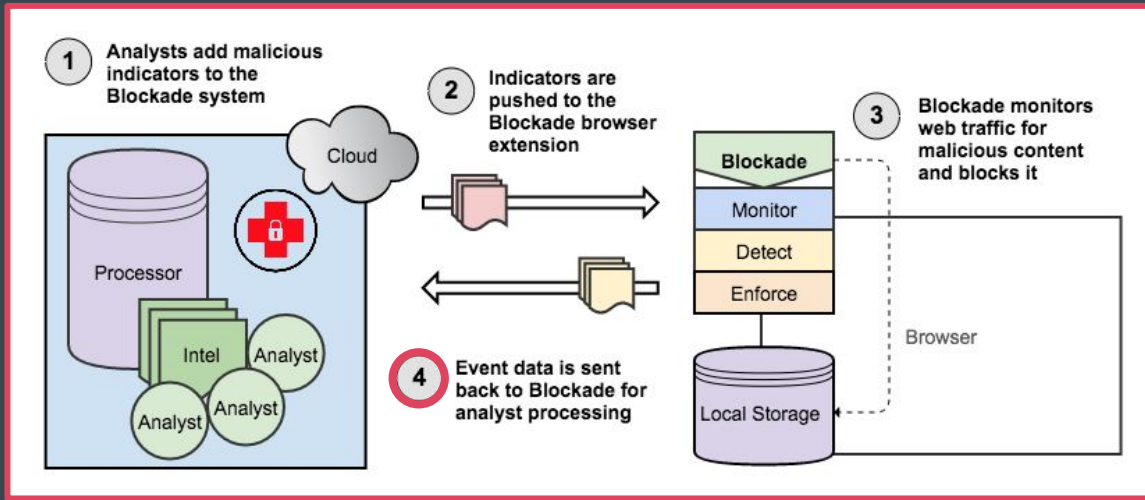 1
Analysts add malicious
indicators to the
Blockade system
Cloud
Processor
Intel
Analyst
Analyst
Analyst
2
Indicators are
pushed to the
Blockade browser
extension
4
Event data is sent
back to Blockade for
analyst processing
3
Blockade monitors
web traffic for
malicious content
and blocks it
Blockade
Monitor
Detect
Enforce
Browser
Local Storage